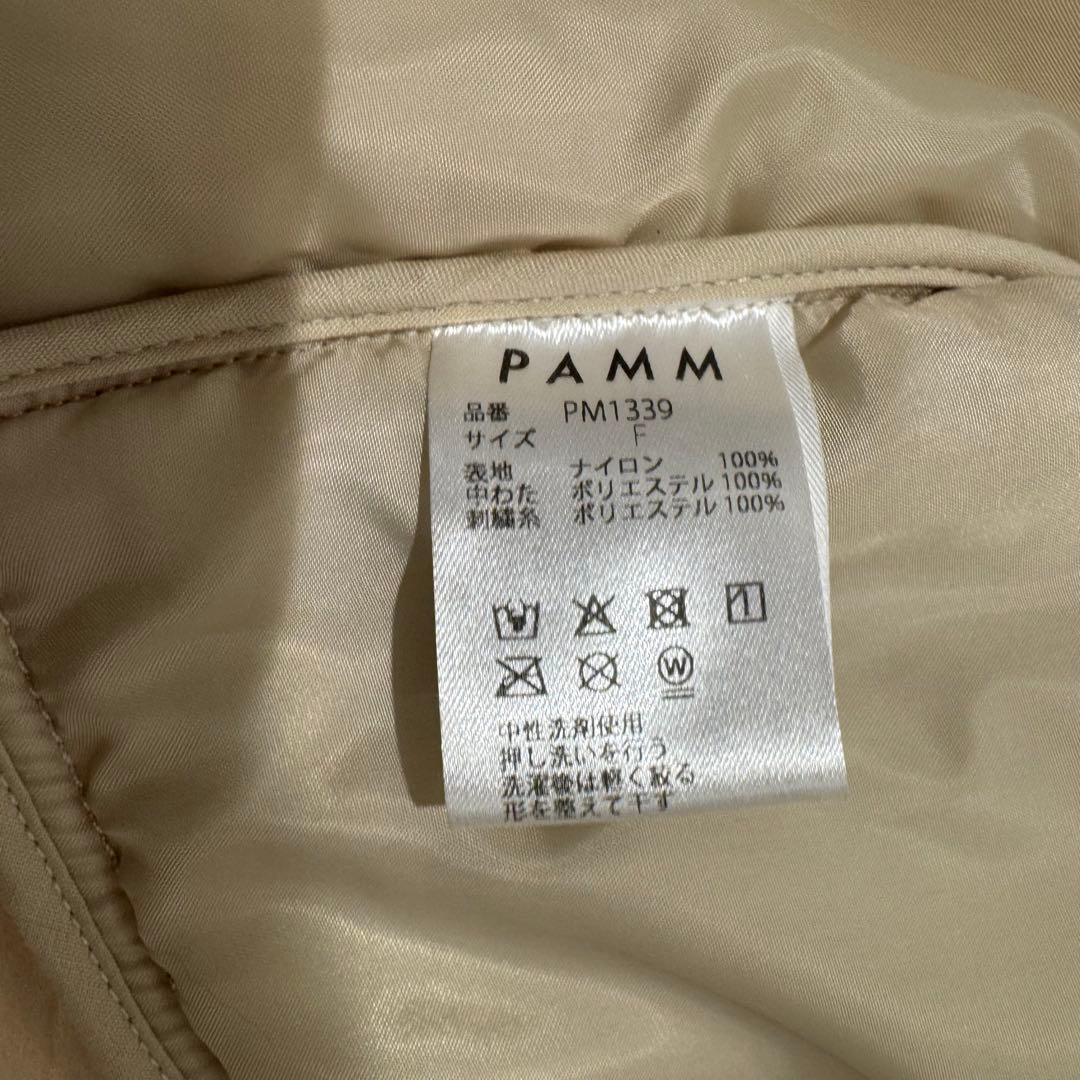 PAMM
品番 PM1339
サイズ F
表地 ナイロン 100%
中わた ポリエステル 100%
刺繍糸 ポリエステル 100%
W
中性洗剤使用
押し洗いを行う
洗濯後は軽く絞る
形を整えて干す